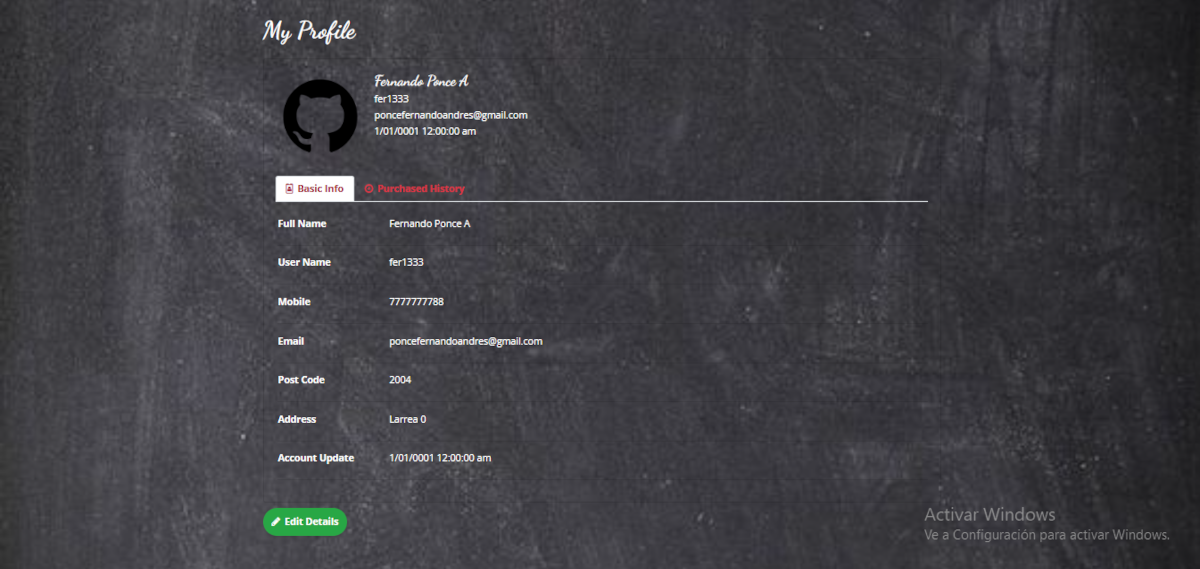 My Profile
Fernando Ponce A
fer1333
poncefernandoandres@gmail.com
1/01/0001 12:00:00 am
Basic Info Purchased History
Full Name Fernando Ponce A
User Name fer1333
Mobile 7777777788
Email poncefernandoandres@gmail.com
Post Code 2004
Address Larrea 0
Account Update 1/01/0001 12:00:00 am
Edit Details
Activar Windows
Ve a Configuración para activar Windows.